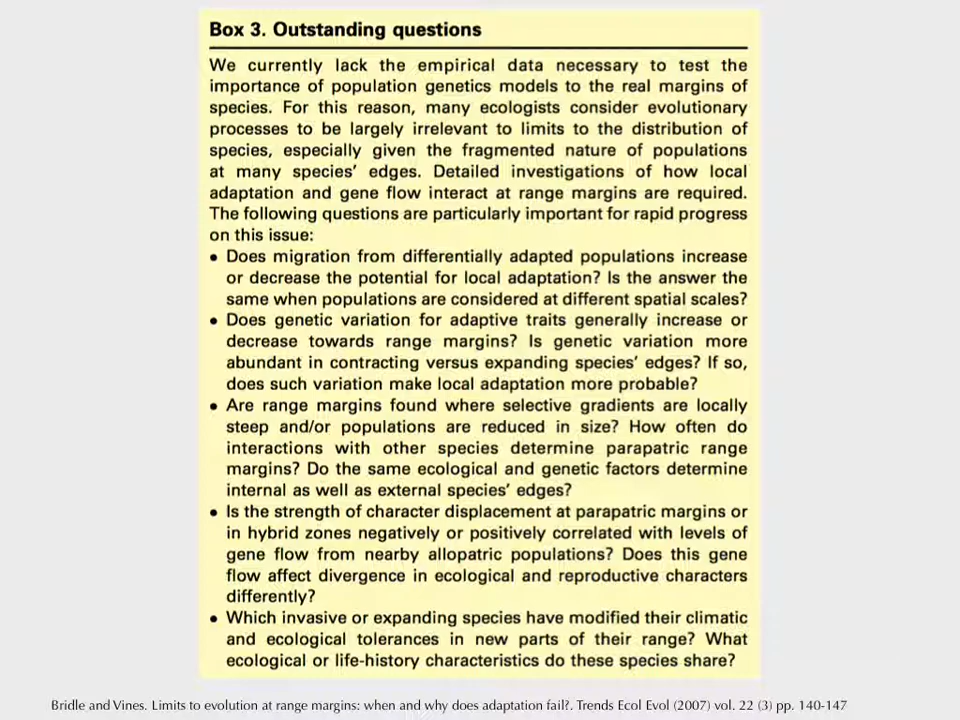 Box 3. Outstanding questions
We currently lack the empirical data necessary to test the
importance of population genetics models to the real margins of
species. For this reason, many ecologists consider evolutionary
processes to be largely irrelevant to limits to the distribution of
species, especially given the fragmented nature of populations
at many species' edges. Detailed investigations of how local
adaptation and gene flow interact at range margins are required.
The following questions are particularly important for rapid progress
on this issue:
• Does migration from differentially adapted populations increase
or decrease the potential for local adaptation? Is the answer the
same when populations are considered at different spatial scales?
• Does genetic variation for adaptive traits generally increase or
decrease towards range margins? Is genetic variation more
abundant in contracting versus expanding species' edges? If so,
does such variation make local adaptation more probable?
• Are range margins found where selective gradients are locally
steep and/or populations are reduced in size? How often do
interactions with other species determine parapatric range
margins? Do the same ecological and genetic factors determine
internal as well as external species' edges?
• Is the strength of character displacement at parapatric margins or
in hybrid zones negatively or positively correlated with levels of
gene flow from nearby allopatric populations? Does this gene
flow affect divergence in ecological and reproductive characters
differently?
• Which invasive or expanding species have modified their climatic
and ecological tolerances in new parts of their range? What
ecological or life-history characteristics do these species share?
Bridle and Vines. Limits to evolution at range margins: when and why does adaptation fail?. Trends Ecol Evol (2007) vol. 22 (3) pp. 140-147